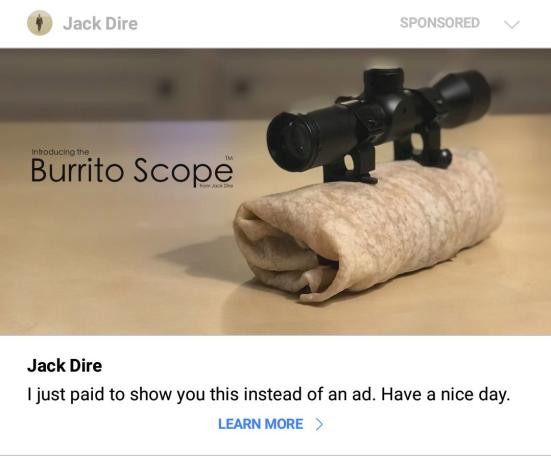 Jack Dire
SPONSORED
Introducing the
Burrito Scope™
from Jack Dire
Jack Dire
I just paid to show you this instead of an ad. Have a nice day.
LEARN MORE